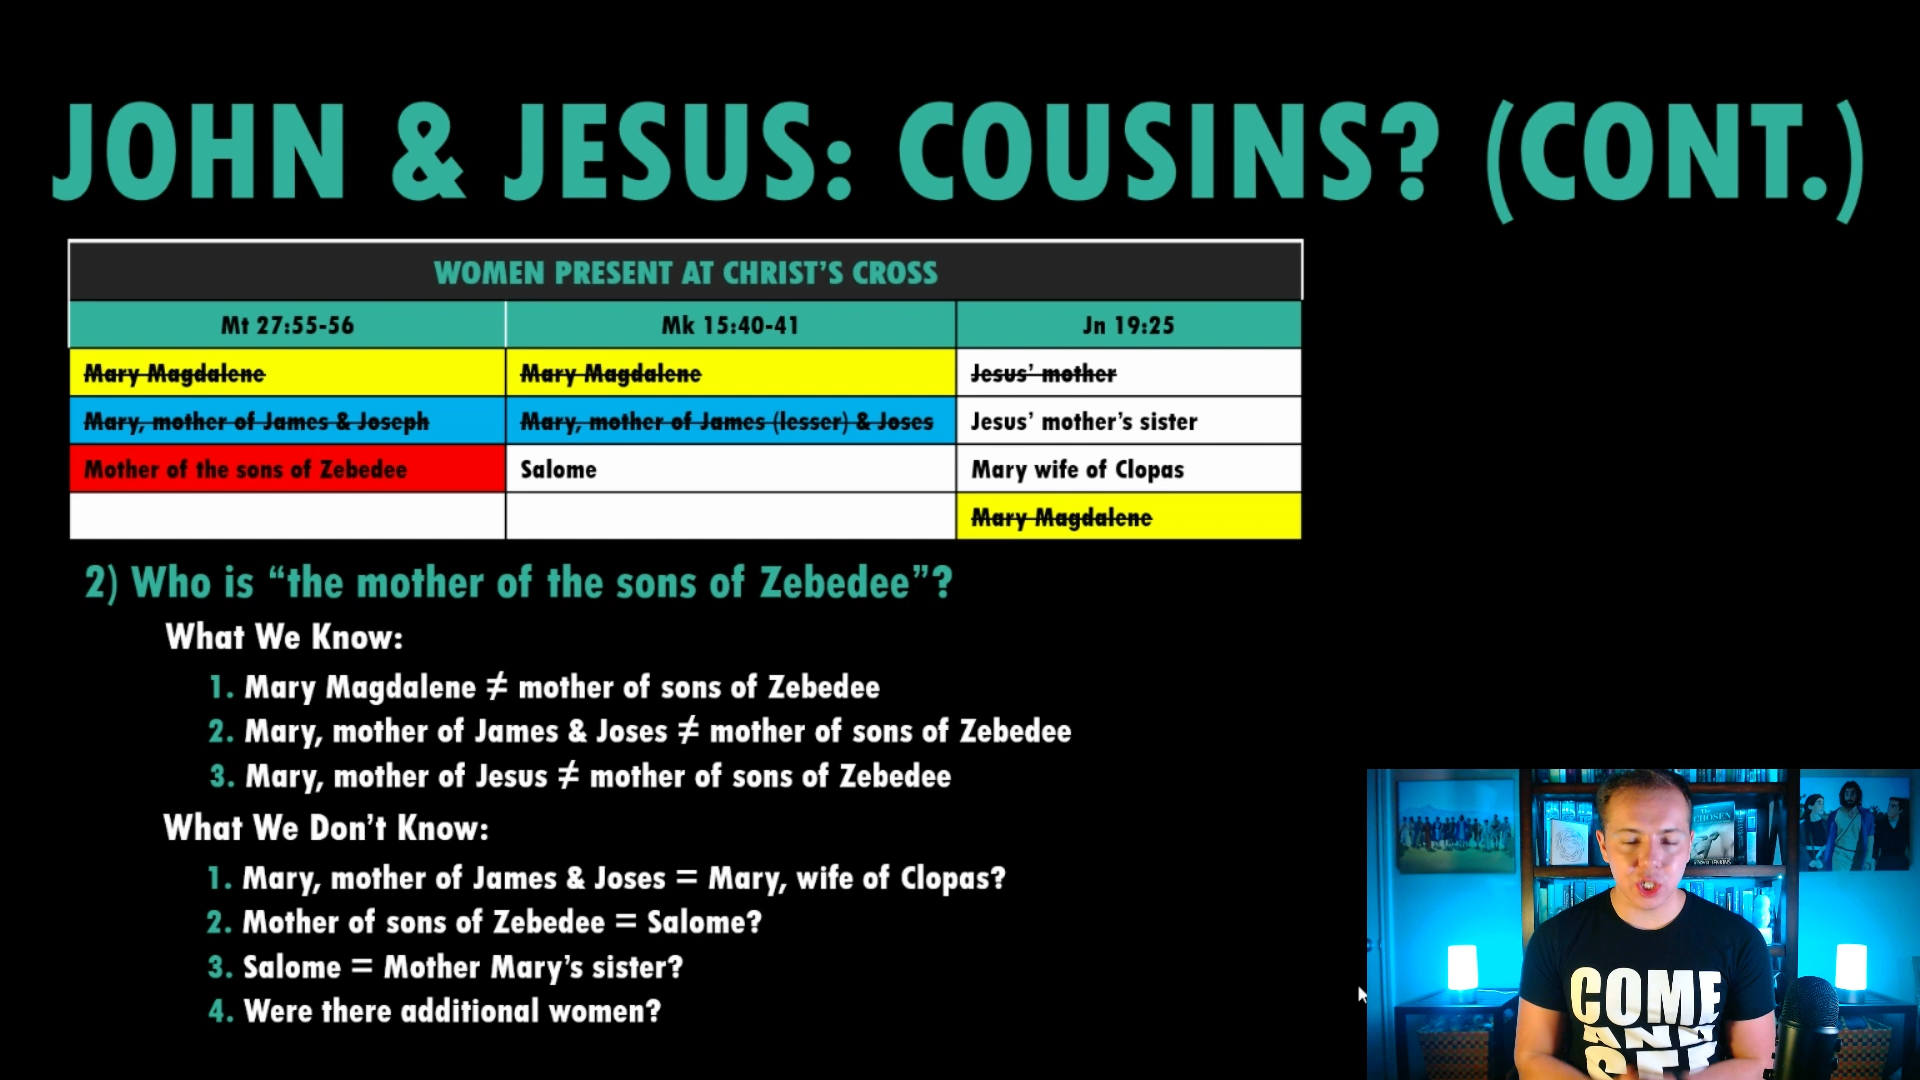 JOHN & JESUS: COUSINS? (CONT.)
WOMEN PRESENT AT CHRIST'S CROSS
Mt 27:55-56 Mk 15:40-41 Jn 19:25
Mary Magdalene Mary Magdalene Jesus' mother
Mary, mother of James & Joseph Mary, mother of James (lesser) & Joses Jesus' mother's sister
Mother of the sons of Zebedee Salome Mary wife of Clopas
Mary Magdalene
2) Who is “the mother of the sons of Zebedee”?
What We Know:
1. Mary Magdalene ≠ mother of sons of Zebedee
2. Mary, mother of James & Joses ≠ mother of sons of Zebedee
3. Mary, mother of Jesus ≠ mother of sons of Zebedee
What We Don't Know:
1. Mary, mother of James & Joses = Mary, wife of Clopas?
2. Mother of sons of Zebedee = Salome?
3. Salome = Mother Mary's sister?
4. Were there additional women?
CHOSEN
COME
AND
SEE